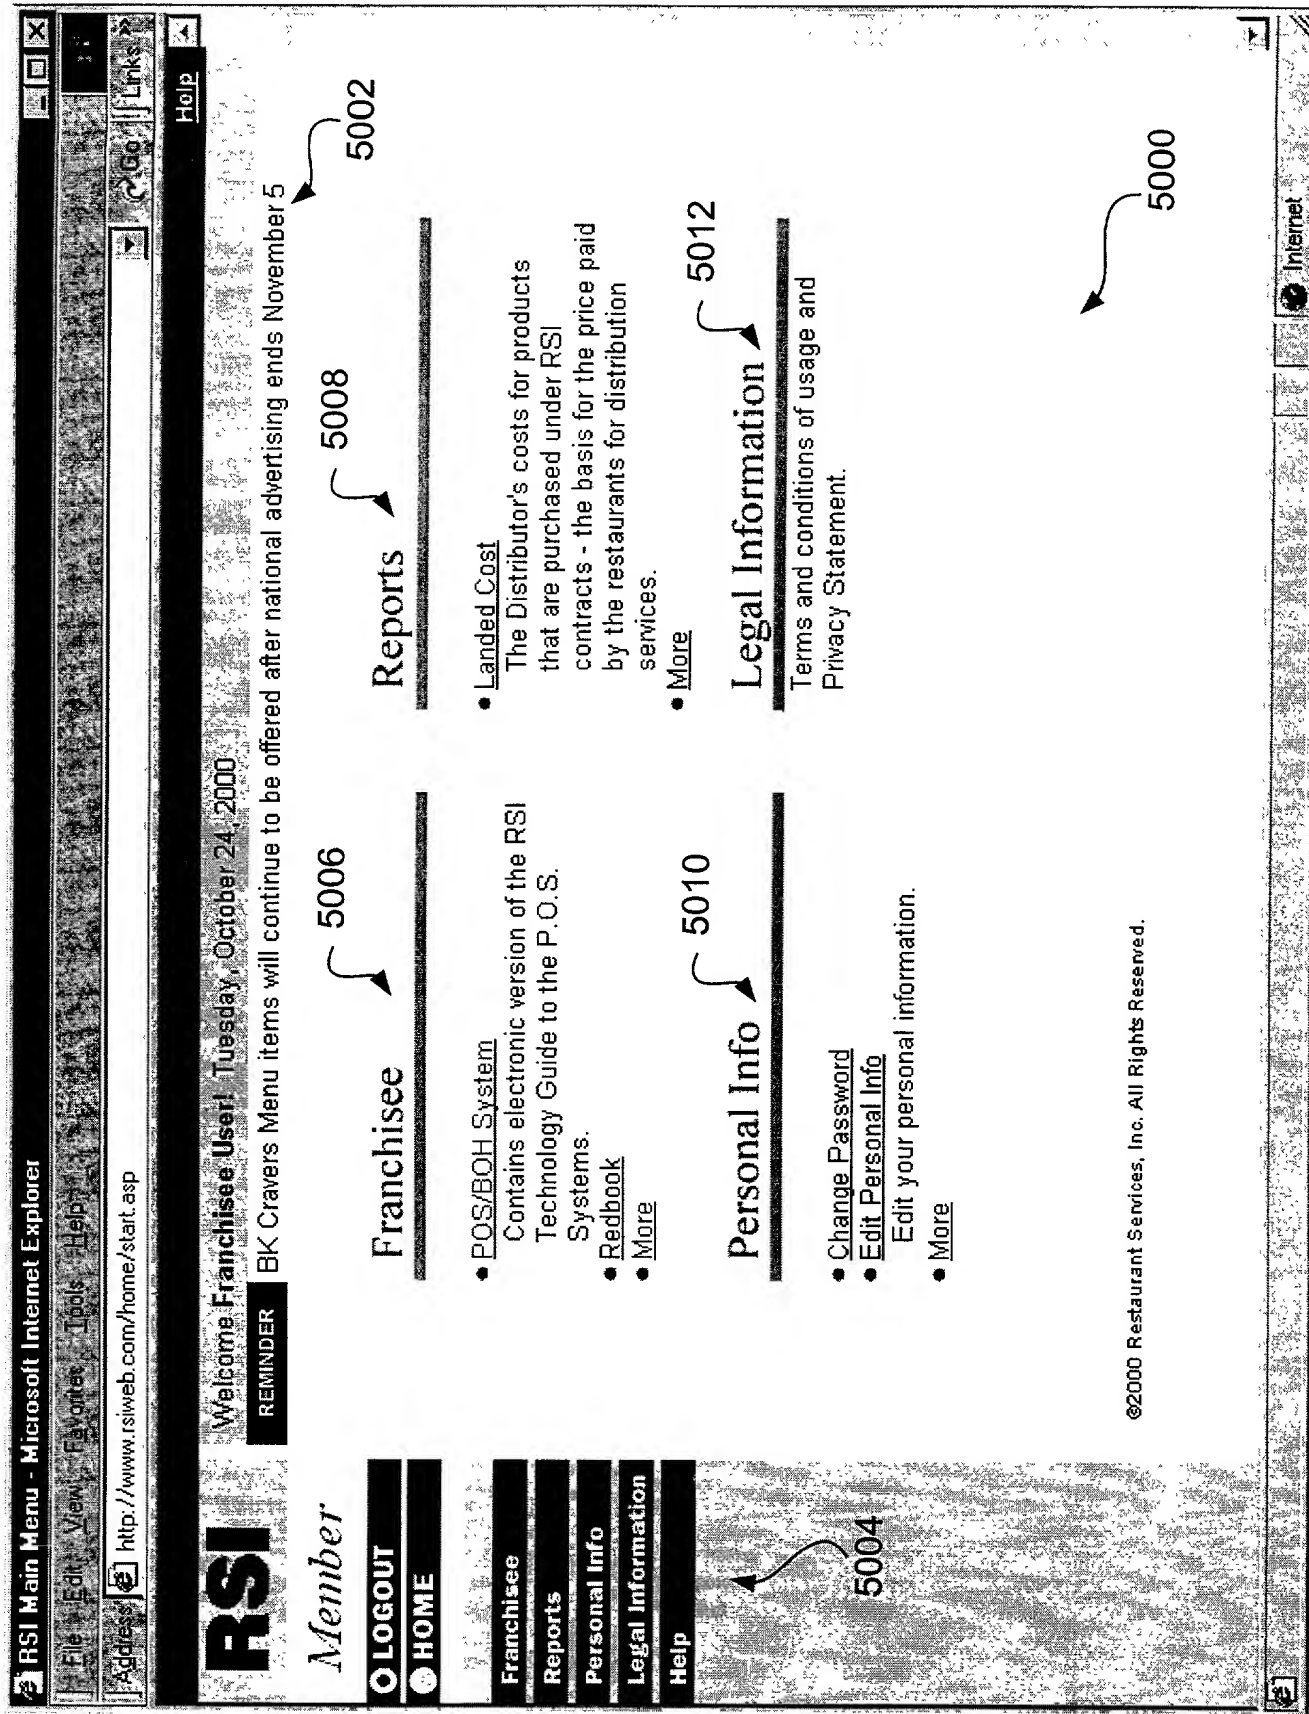 RSI Main Menu - Microsoft Internet Explorer
File Edit View Favorites Tools Help
Address http://www.rsiweb.com/home/start.asp Go Links »
Help
RSI
Welcome Franchisee User! Tuesday, October 24, 2000
REMINDER BK Cravers Menu items will continue to be offered after national advertising ends November 5
5002
Member
LOGOUT
HOME
Franchisee
Reports
Personal Info
Legal Information
Help
5004
5006
Franchisee
• POS/BOH System
Contains electronic version of the RSI
Technology Guide to the P.O.S.
Systems.
• Redbook
• More
5008
Reports
• Landed Cost
The Distributor's costs for products
that are purchased under RSI
contracts - the basis for the price paid
by the restaurants for distribution
services.
• More
5010
Personal Info
• Change Password
• Edit Personal Info
Edit your personal information.
• More
5012
Legal Information
Terms and conditions of usage and
Privacy Statement.
5000
©2000 Restaurant Services, Inc. All Rights Reserved.
Internet